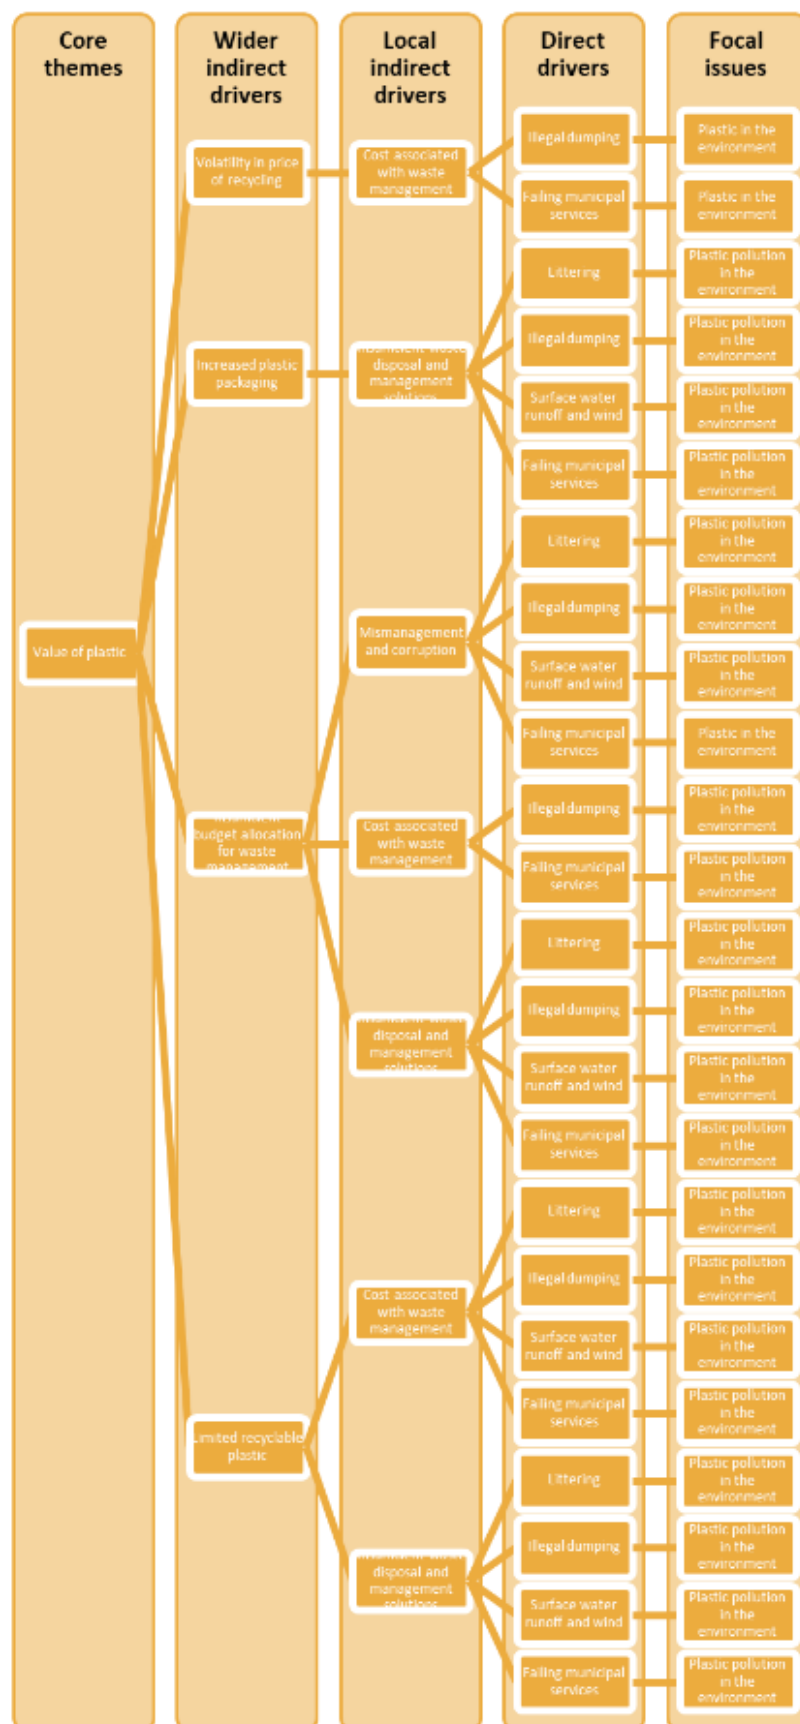 Core
themes
Wider
indirect
drivers
Local
indirect
drivers
Direct
drivers
Focal
issues
Value of plastic
Volatility in price
of recycling
Increased plastic
packaging
budget allocation
for waste
management
Limited recyclable
plastic
Cost associated
with waste
management
disposal and
management
solutions
Mismanagement
and corruption
Cost associated
with waste
management
disposal and
management
solutions
Cost associated
with waste
management
disposal and
management
solutions
Illegal dumping
Failing municipal
services
Littering
Illegal dumping
Surface water
runoff and wind
Failing municipal
services
Littering
Illegal dumping
Surface water
runoff and wind
Failing municipal
services
Illegal dumping
Failing municipal
services
Littering
Illegal dumping
Surface water
runoff and wind
Failing municipal
services
Littering
Illegal dumping
Surface water
runoff and wind
Failing municipal
services
Littering
Illegal dumping
Surface water
runoff and wind
Failing municipal
services
Plastic in the
environment
Plastic in the
environment
Plastic pollution
in the
environment
Plastic pollution
in the
environment
Plastic pollution
in the
environment
Plastic pollution
in the
environment
Plastic pollution
in the
environment
Plastic pollution
in the
environment
Plastic pollution
in the
environment
Plastic in the
environment
Plastic pollution
in the
environment
Plastic pollution
in the
environment
Plastic pollution
in the
environment
Plastic pollution
in the
environment
Plastic pollution
in the
environment
Plastic pollution
in the
environment
Plastic pollution
in the
environment
Plastic pollution
in the
environment
Plastic pollution
in the
environment
Plastic pollution
in the
environment
Plastic pollution
in the
environment
Plastic pollution
in the
environment
Plastic pollution
in the
environment
Plastic pollution
in the
environment